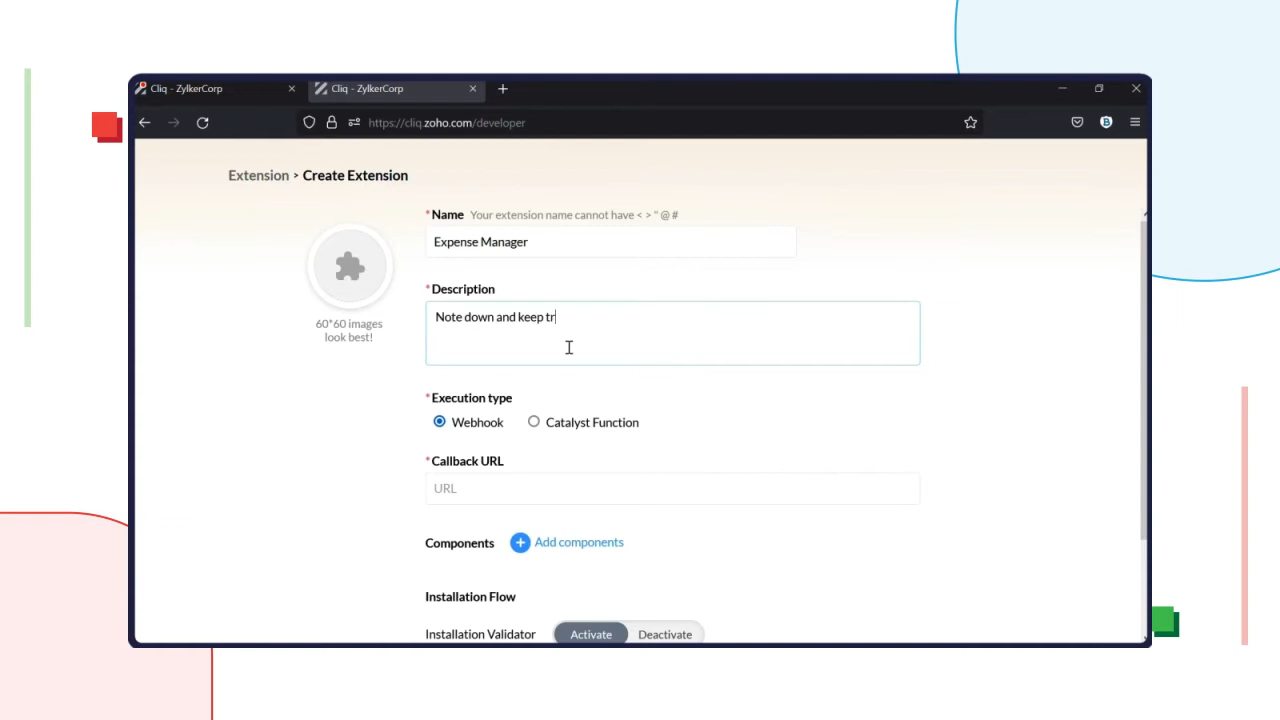 Cliq - ZylkerCorp
Cliq - ZylkerCorp
https://cliq.zoho.com/developer
Extension > Create Extension
*Name Your extension name cannot have < > " @ #
Expense Manager
60*60 images
look best!
*Description
Note down and keep tr
*Execution type
Webhook Catalyst Function
*Callback URL
URL
Components + Add components
Installation Flow
Installation Validator Activate Deactivate